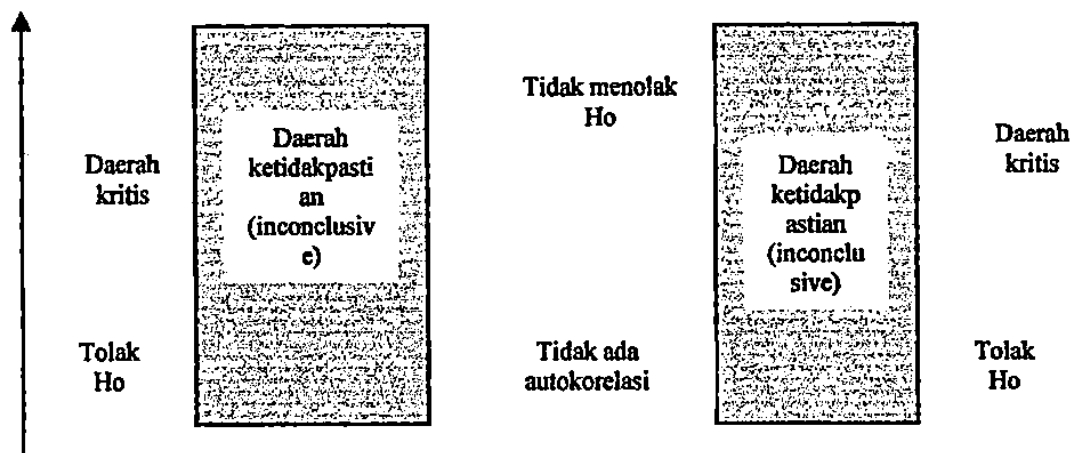 Daerah
kritis
Tolak
Ho
Daerah
ketidakpasti
an
(inconclusiv
e)
Tidak menolak
Ho
Tidak ada
autokorelasi
Daerah
ketidakp
astian
(inconclu
sive)
Daerah
kritis
Tolak
Ho